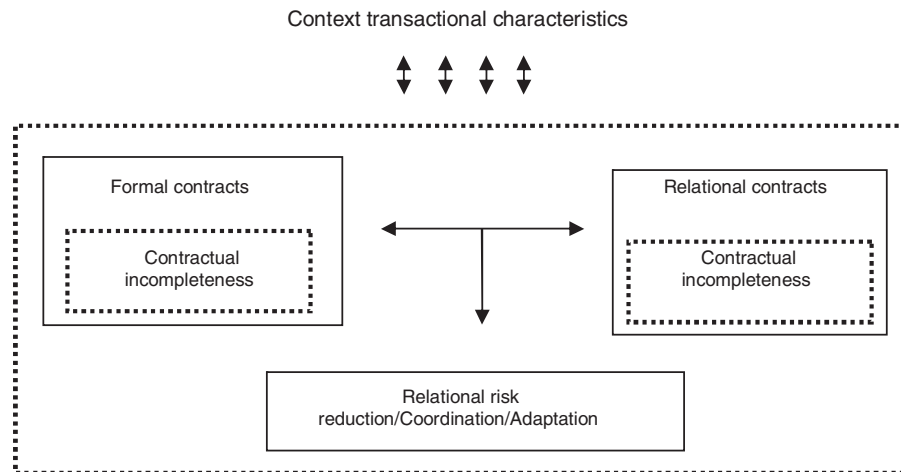 Context transactional characteristics
Formal contracts
Contractual
incompleteness
Relational contracts
Contractual
incompleteness
Relational risk
reduction/Coordination/Adaptation